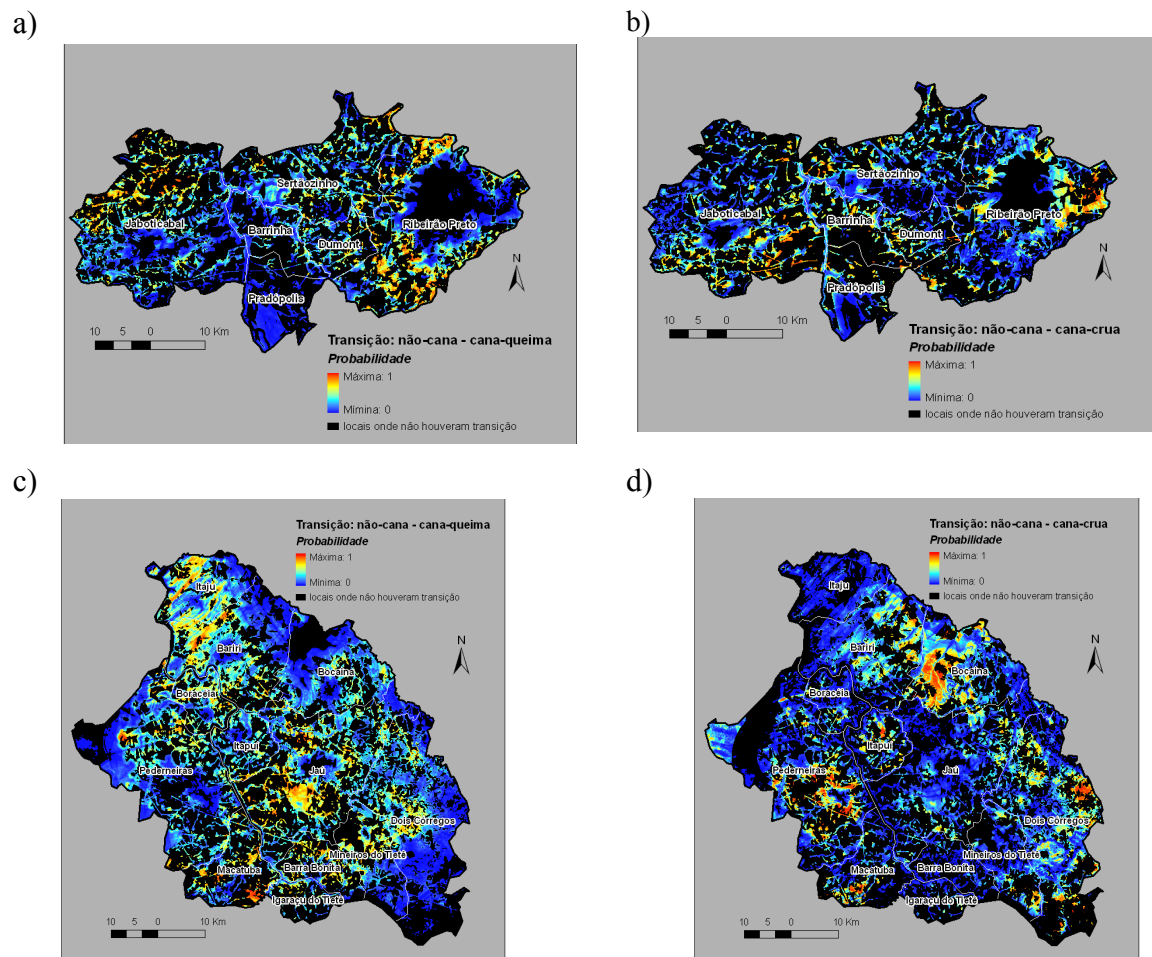 a)
Sertãozinho
Jaboticabal
Barrinha
Ribeirão Preto
Dumont
Pradópolis
N
10 5 0 10 Km
Transição: não-cana - cana-queima
Probabilidade
Máxima: 1
Mímina: 0
locais onde não houveram transição
b)
Sertãozinho
Jaboticabal
Ribeirão Preto
Barrinha
Dumont
Pradópolis
N
10 5 0 10 Km
Transição: não-cana - cana-crua
Probabilidade
Máxima: 1
Mínima: 0
locais onde não houveram transição
c)
Transição: não-cana - cana-queima
Probabilidade
Máxima: 1
Mínima: 0
locais onde não houveram transição
N
Itajú
Bariri
Bocaina
Boracéia
Itapuí
Pederneiras
Jaú
Dois Córregos
Mineiros do Tietê
Macatuba
Barra Bonita
Igaraçu do Tietê
10 5 0 10 Km
d)
Transição: não-cana - cana-crua
Probabilidade
Máxima: 1
Mínima: 0
locais onde não houveram transição
N
Itaju
Bariri
Bocaina
Boracéia
Itapuí
Pederneiras
Jaú
Dois Córregos
Mineiros do Tietê
Macatuba
Barra Bonita
Igaraçu do Tietê
10 5 0 10 Km